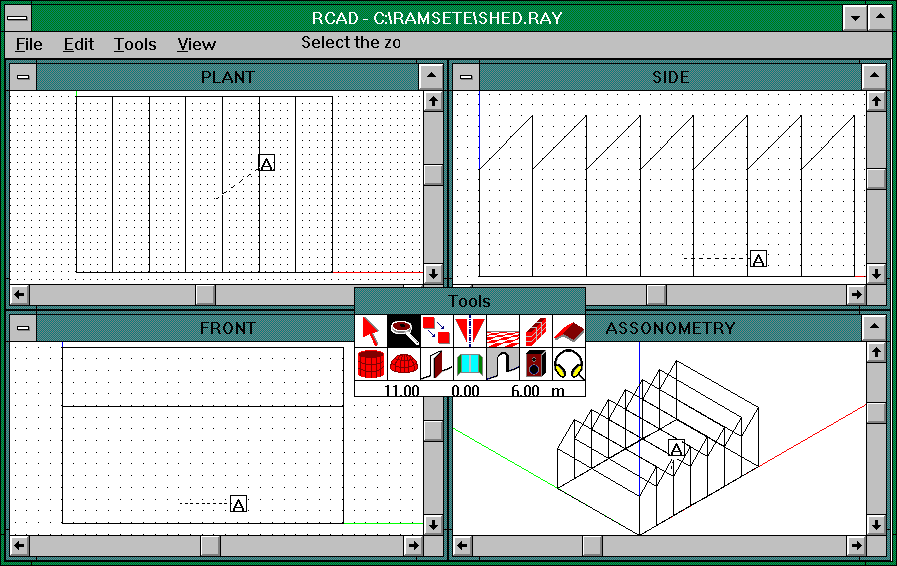 RCAD - C:\RAMSETE\SHED.RAY
File Edit Tools View Select the zo
PLANT
SIDE
A
A
Tools
11.00 0.00 6.00 m
FRONT
ASSONOMETRY
A
A